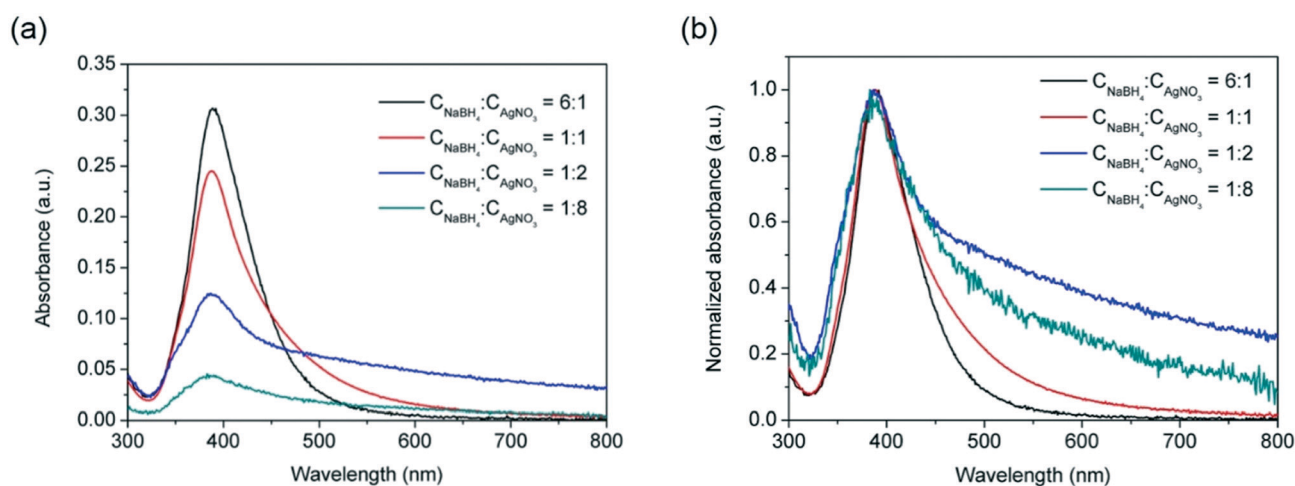 (a)
0.35
0.30
0.25
0.20
0.15
0.10
0.05
0.00
Absorbance (a.u.)
C_NaBH₄:C_AgNO₃ = 6:1
C_NaBH₄:C_AgNO₃ = 1:1
C_NaBH₄:C_AgNO₃ = 1:2
C_NaBH₄:C_AgNO₃ = 1:8
300 400 500 600 700 800
Wavelength (nm)
(b)
1.0
0.8
0.6
0.4
0.2
0.0
Normalized absorbance (a.u.)
C_NaBH₄:C_AgNO₃ = 6:1
C_NaBH₄:C_AgNO₃ = 1:1
C_NaBH₄:C_AgNO₃ = 1:2
C_NaBH₄:C_AgNO₃ = 1:8
300 400 500 600 700 800
Wavelength (nm)